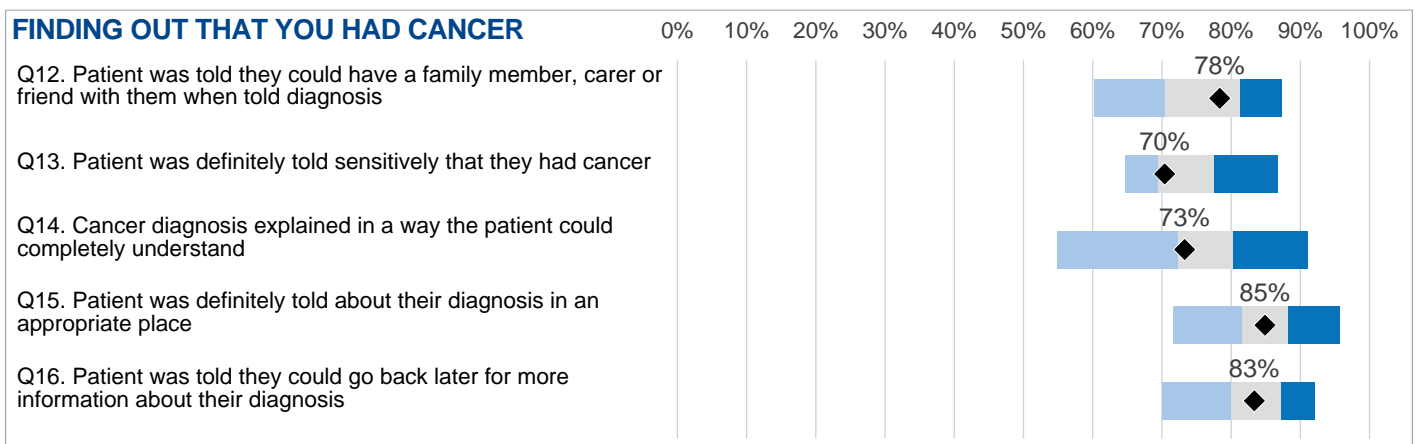 FINDING OUT THAT YOU HAD CANCER
0% 10% 20% 30% 40% 50% 60% 70% 80% 90% 100%
Q12. Patient was told they could have a family member, carer or
friend with them when told diagnosis
78%
Q13. Patient was definitely told sensitively that they had cancer
70%
Q14. Cancer diagnosis explained in a way the patient could
completely understand
73%
Q15. Patient was definitely told about their diagnosis in an
appropriate place
85%
Q16. Patient was told they could go back later for more
information about their diagnosis
83%